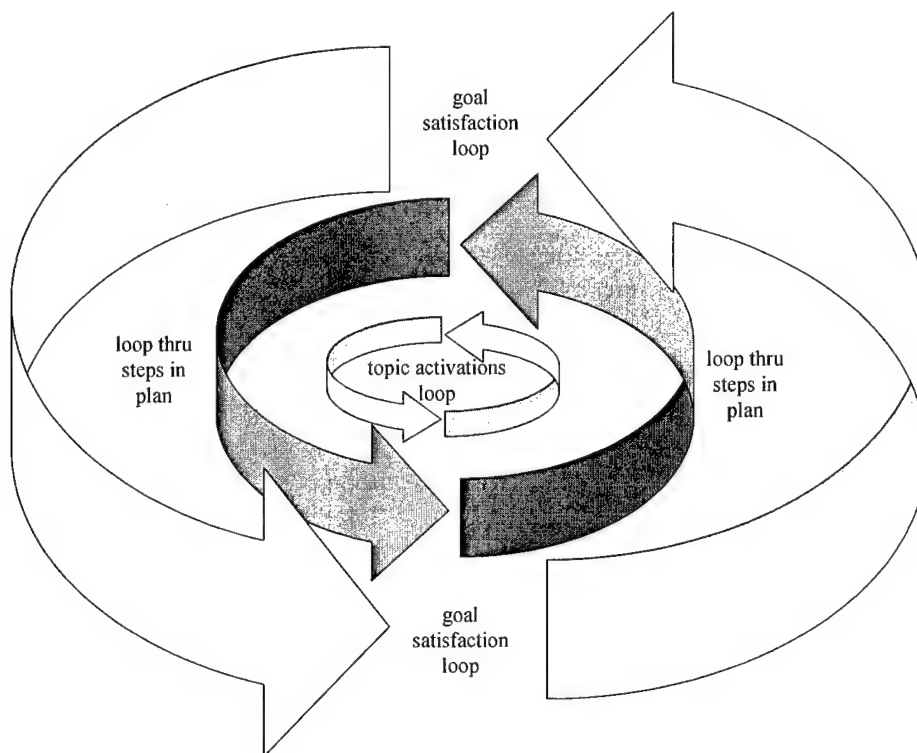 goal
satisfaction
loop
loop thru
steps in
plan
topic activations
loop
loop thru
steps in
plan
goal
satisfaction
loop